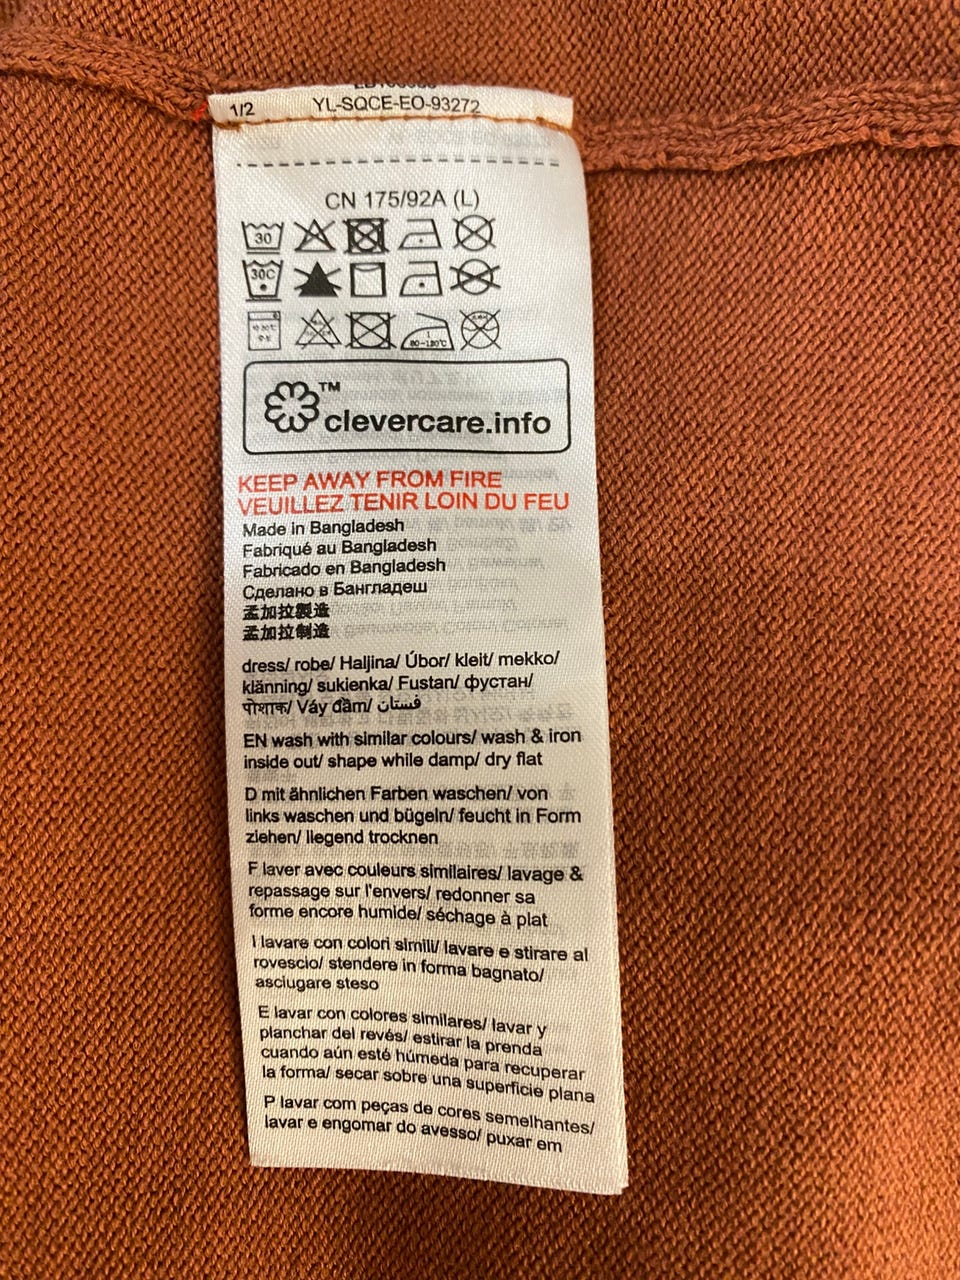 1/2 YL-SQCE-EO-93272
CN 175/92A (L)
30
30C
clevercare.info™
KEEP AWAY FROM FIRE
VEUILLEZ TENIR LOIN DU FEU
Made in Bangladesh
Fabriqué au Bangladesh
Fabricado en Bangladesh
Сделано в Бангладеш
孟加拉製造
孟加拉制造
dress/ robe/ Haljina/ Úbor/ kleit/ mekko/
klänning/ sukienka/ Fustan/ фустан/
पोशाक/ Váy đầm/ فستان
EN wash with similar colours/ wash & iron
inside out/ shape while damp/ dry flat
D mit ähnlichen Farben waschen/ von
links waschen und bügeln/ feucht in Form
ziehen/ liegend trocknen
F laver avec couleurs similaires/ lavage &
repassage sur l'envers/ redonner sa
forme encore humide/ séchage à plat
I lavare con colori simili/ lavare e stirare al
rovescio/ stendere in forma bagnato/
asciugare steso
E lavar con colores similares/ lavar y
planchar del revés/ estirar la prenda
cuando aún esté húmeda para recuperar
la forma/ secar sobre una superficie plana
P lavar com peças de cores semelhantes/
lavar e engomar do avesso/ puxar em